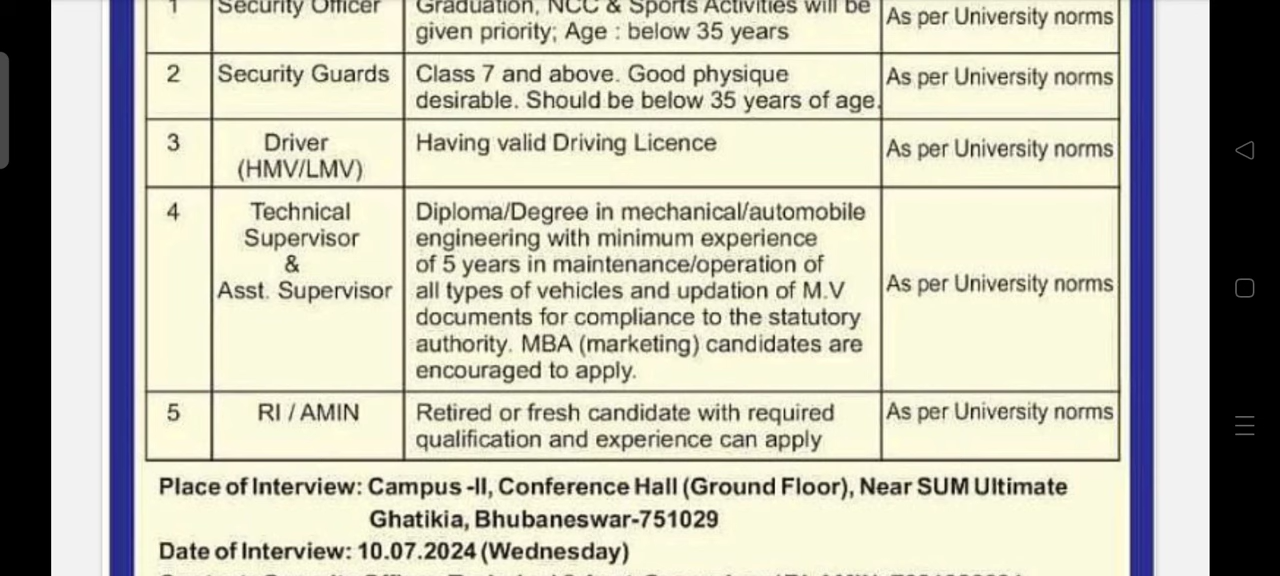 1 Security Officer Graduation, NCC & Sports Activities will be As per University norms
given priority; Age : below 35 years
2 Security Guards Class 7 and above. Good physique As per University norms
desirable. Should be below 35 years of age.
3 Driver Having valid Driving Licence As per University norms
(HMV/LMV)
4 Technical Diploma/Degree in mechanical/automobile
Supervisor engineering with minimum experience
& of 5 years in maintenance/operation of
Asst. Supervisor all types of vehicles and updation of M.V As per University norms
documents for compliance to the statutory
authority. MBA (marketing) candidates are
encouraged to apply.
5 RI / AMIN Retired or fresh candidate with required As per University norms
qualification and experience can apply
Place of Interview: Campus -II, Conference Hall (Ground Floor), Near SUM Ultimate
Ghatikia, Bhubaneswar-751029
Date of Interview: 10.07.2024 (Wednesday)